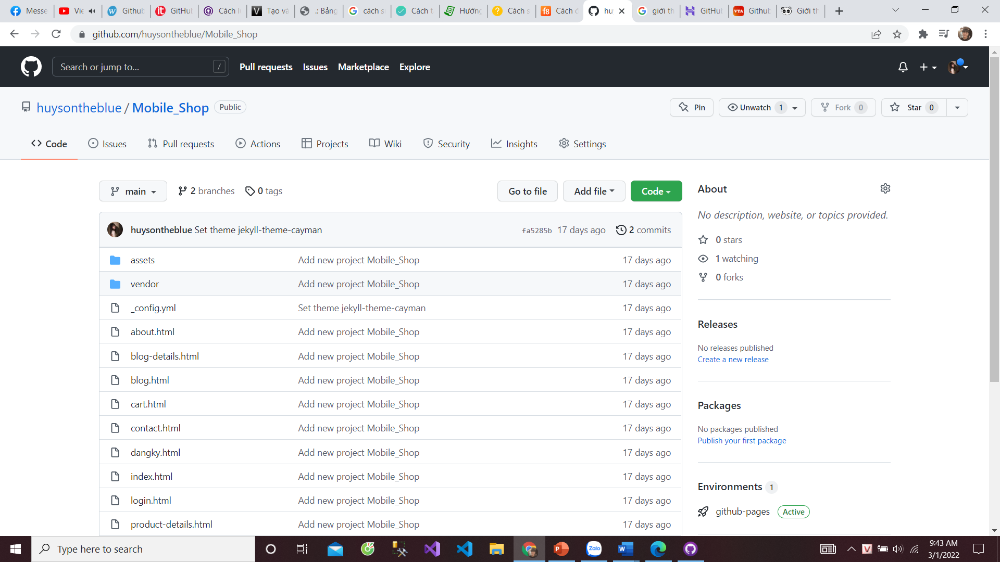 Messe
Vie
Github
GitHub
Cách l
Tạo và
.: Bảng
cách s
Cách t
Hướng
Cách s
Cách đ
hu
giới th
GitHub
Github
Giới th
github.com/huysontheblue/Mobile_Shop
Search or jump to... /
Pull requests Issues Marketplace Explore
huysontheblue / Mobile_Shop Public
Pin Unwatch 1 Fork 0 Star 0
Code Issues Pull requests Actions Projects Wiki Security Insights Settings
main 2 branches 0 tags Go to file Add file Code
huysontheblue Set theme jekyll-theme-cayman fa5285b 17 days ago 2 commits
assets Add new project Mobile_Shop 17 days ago
vendor Add new project Mobile_Shop 17 days ago
_config.yml Set theme jekyll-theme-cayman 17 days ago
about.html Add new project Mobile_Shop 17 days ago
blog-details.html Add new project Mobile_Shop 17 days ago
blog.html Add new project Mobile_Shop 17 days ago
cart.html Add new project Mobile_Shop 17 days ago
contact.html Add new project Mobile_Shop 17 days ago
dangky.html Add new project Mobile_Shop 17 days ago
index.html Add new project Mobile_Shop 17 days ago
login.html Add new project Mobile_Shop 17 days ago
product-details.html Add new project Mobile_Shop 17 days ago
About
No description, website, or topics provided.
0 stars
1 watching
0 forks
Releases
No releases published
Create a new release
Packages
No packages published
Publish your first package
Environments 1
github-pages Active
Type here to search
Zalo
9:43 AM
3/1/2022